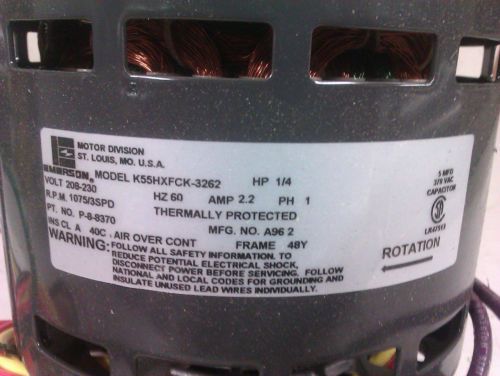 MOTOR DIVISION
ST. LOUIS, MO. U.S.A.
EMERSON MODEL K55HXFCK-3262 HP 1/4
VOLT 208-230 HZ 60 AMP 2.2 PH 1
R.P.M. 1075/3SPD THERMALLY PROTECTED
PT. NO. P-8-8370 MFG. NO. A96 2
INS CL A 40C . AIR OVER CONT FRAME 48Y
WARNING: FOLLOW ALL SAFETY INFORMATION. TO
REDUCE POTENTIAL ELECTRICAL SHOCK,
DISCONNECT POWER BEFORE SERVICING. FOLLOW
NATIONAL AND LOCAL CODES FOR GROUNDING AND
INSULATE UNUSED LEAD WIRES INDIVIDUALLY.
5 MFD
370 VAC
CAPACITOR
ROTATION